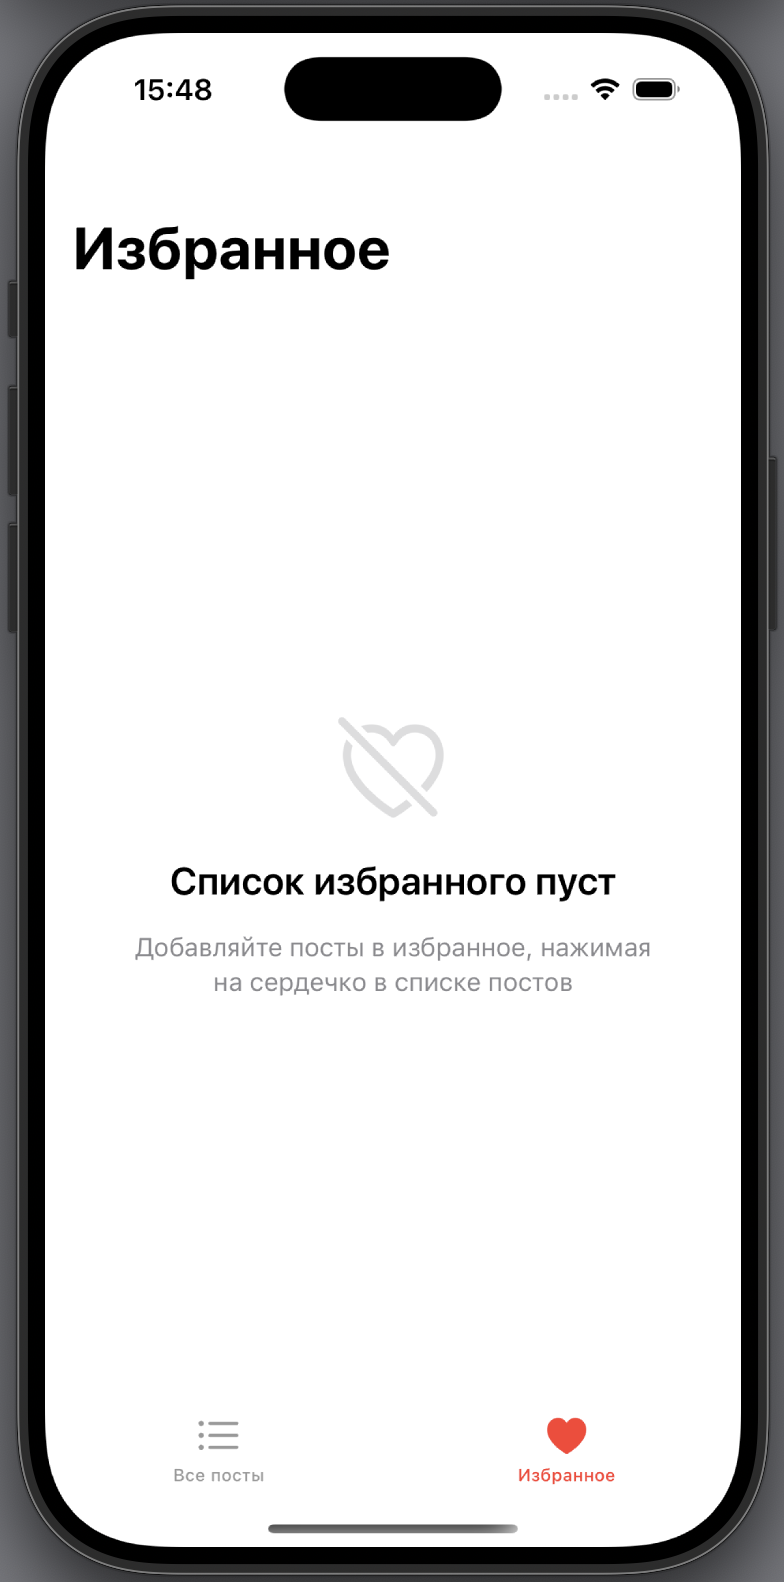 15:48
Избранное
Список избранного пуст
Добавляйте посты в избранное, нажимая
на сердечко в списке постов
Все посты
Избранное